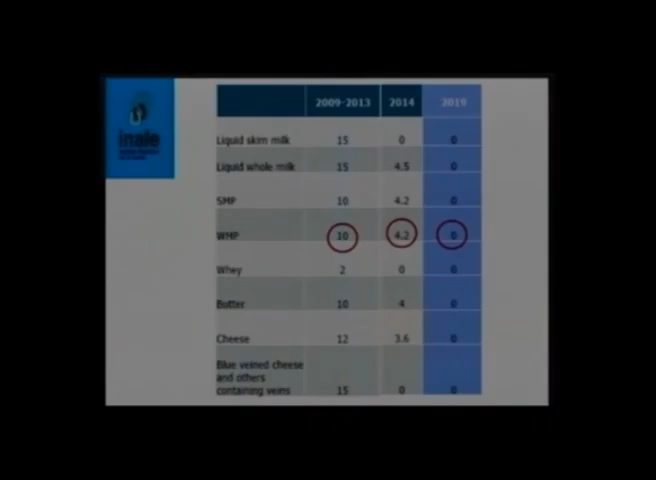 inale
2009-2013 2014 2019
Liquid skim milk 15 0 0
Liquid whole milk 15 4.5 0
SMP 10 4.2 0
WMP 10 4.2 0
Whey 2 0 0
Butter 10 4 0
Cheese 12 3.6 0
Blue veined cheese
and others
containing veins 15 0 0